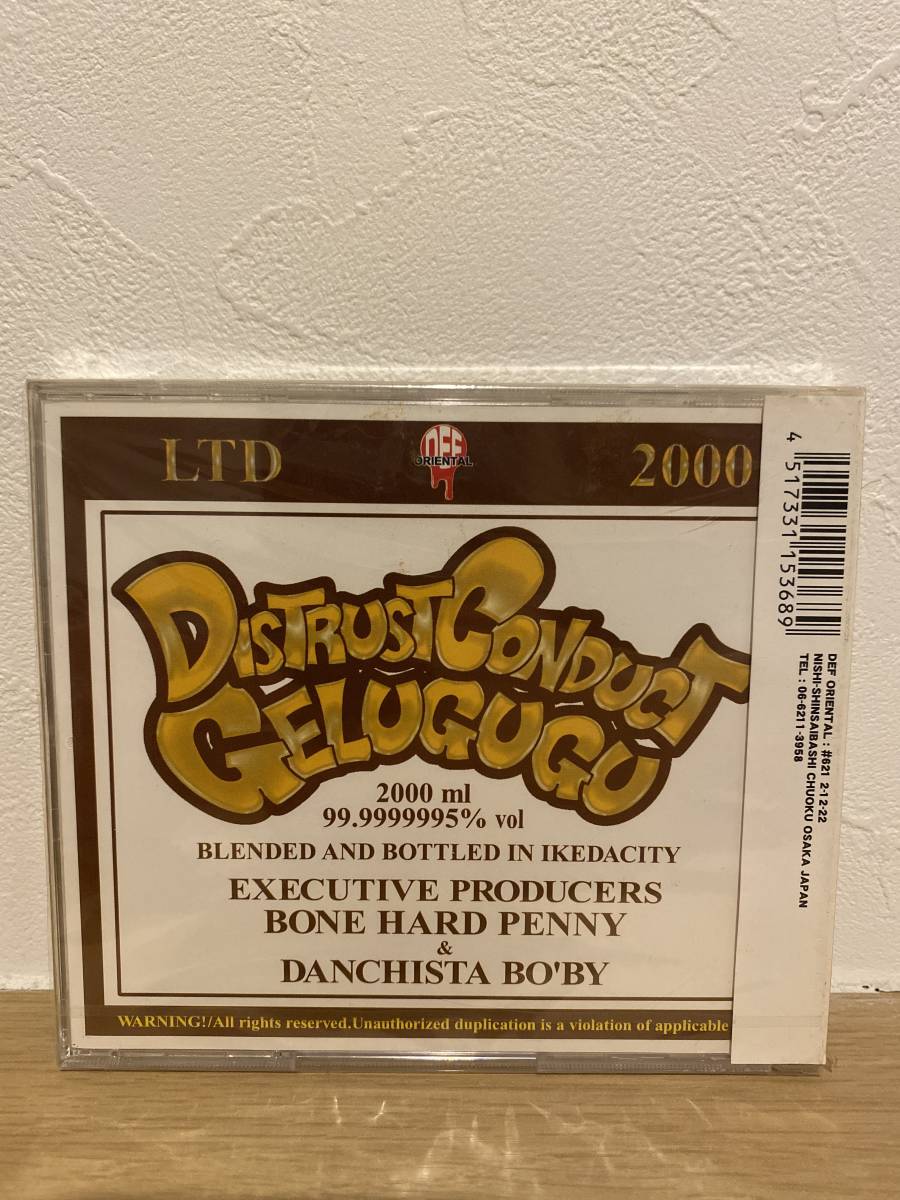 LTD
DEF
ORIENTAL
2000
DISTRUST CONDUCT
GELUGUGU
2000 ml
99.9999995% vol
BLENDED AND BOTTLED IN IKEDACITY
EXECUTIVE PRODUCERS
BONE HARD PENNY
&
DANCHISTA BO'BY
WARNING!/All rights reserved.Unauthorized duplication is a violation of applicable
4 517331 153689
DEF ORIENTAL : #621 2-12-22
NISHI-SHINSAIBASHI CHUOKU OSAKA JAPAN
TEL : 06-6211-3958